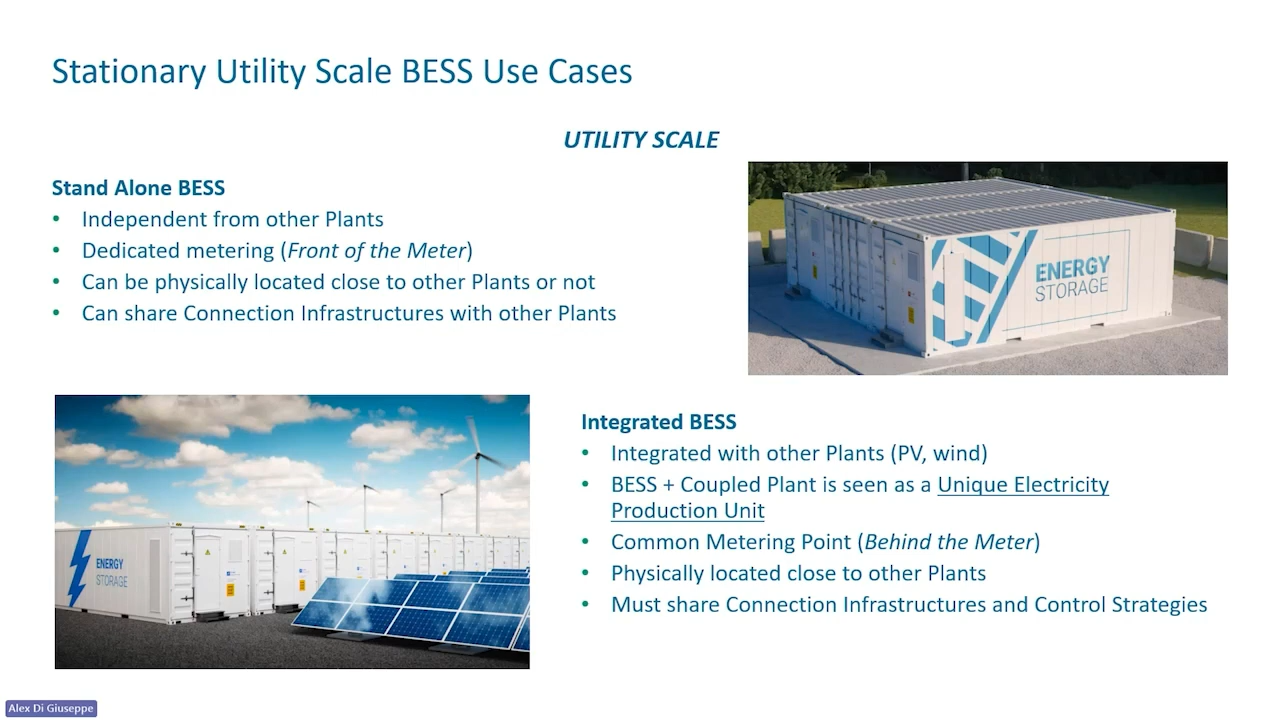 Stationary Utility Scale BESS Use Cases
UTILITY SCALE
Stand Alone BESS
• Independent from other Plants
• Dedicated metering (Front of the Meter)
• Can be physically located close to other Plants or not
• Can share Connection Infrastructures with other Plants
ENERGY
STORAGE
ENERGY
STORAGE
Integrated BESS
• Integrated with other Plants (PV, wind)
• BESS + Coupled Plant is seen as a Unique Electricity
Production Unit
• Common Metering Point (Behind the Meter)
• Physically located close to other Plants
• Must share Connection Infrastructures and Control Strategies
Alex Di Giuseppe